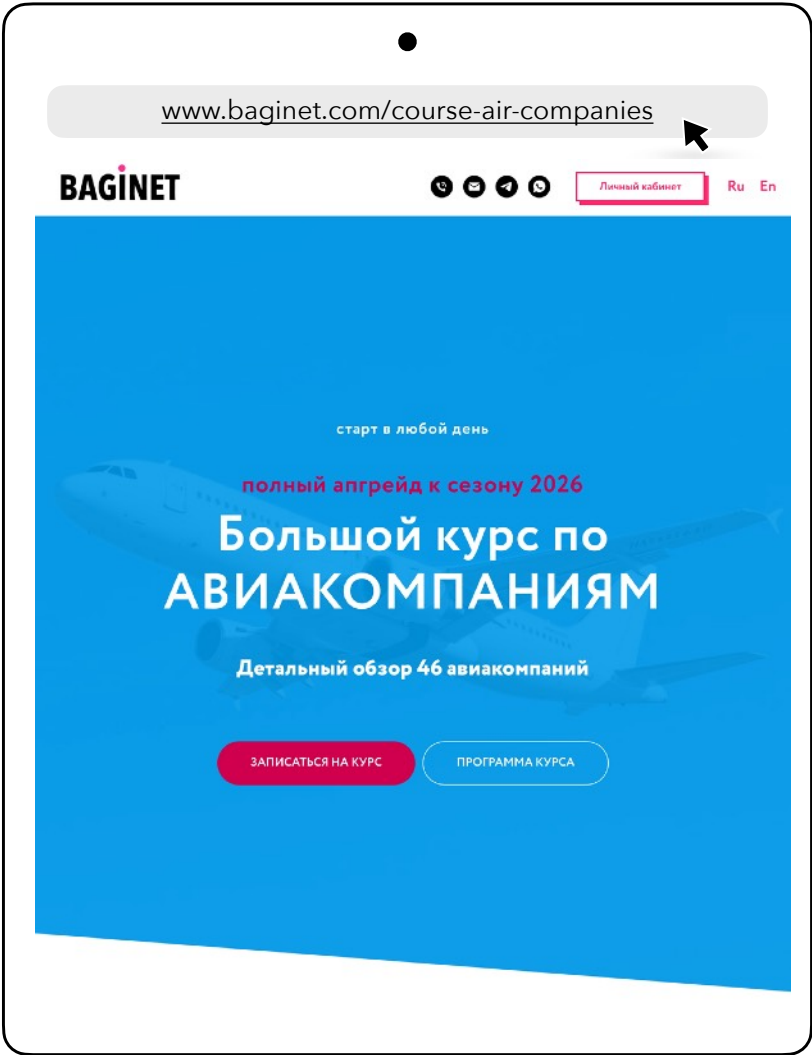 www.baginet.com/course-air-companies
BAGINET
Личный кабинет
Ru En
старт в любой день
полный апгрейд к сезону 2026
Большой курс по
АВИАКОМПАНИЯМ
Детальный обзор 46 авиакомпаний
ЗАПИСАТЬСЯ НА КУРС
ПРОГРАММА КУРСА